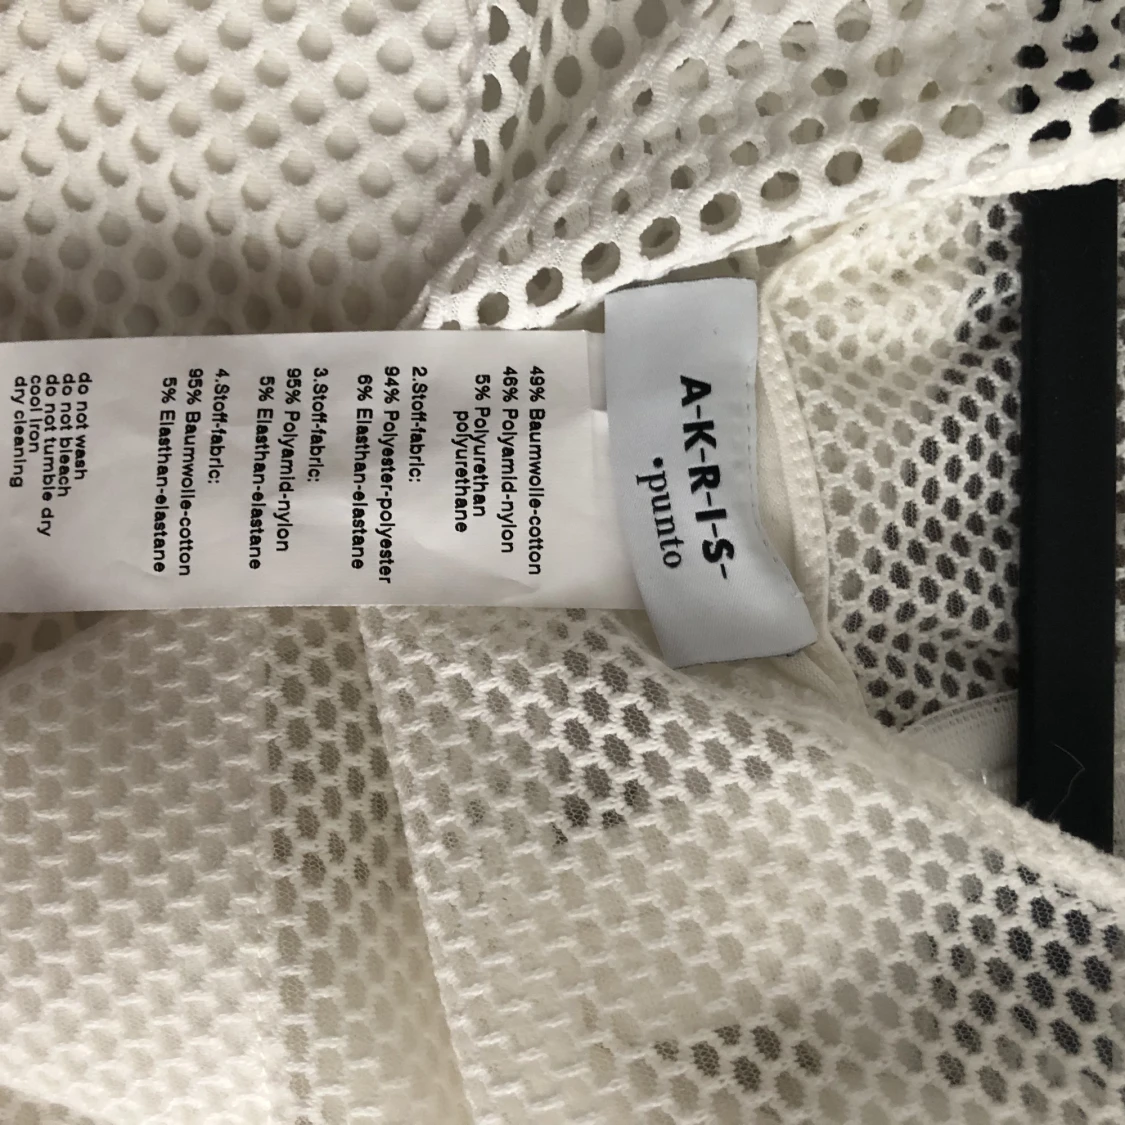 A-K-R-I-S-
•punto
49% Baumwolle-cotton
46% Polyamid-nylon
5% Polyurethan
polyurethane
2.Stoff-fabric:
94% Polyester-polyester
6% Elasthan-elastane
3.Stoff-fabric:
95% Polyamid-nylon
5% Elasthan-elastane
4.Stoff-fabric:
95% Baumwolle-cotton
5% Elasthan-elastane
do not wash
do not bleach
do not tumble dry
cool iron
dry cleaning